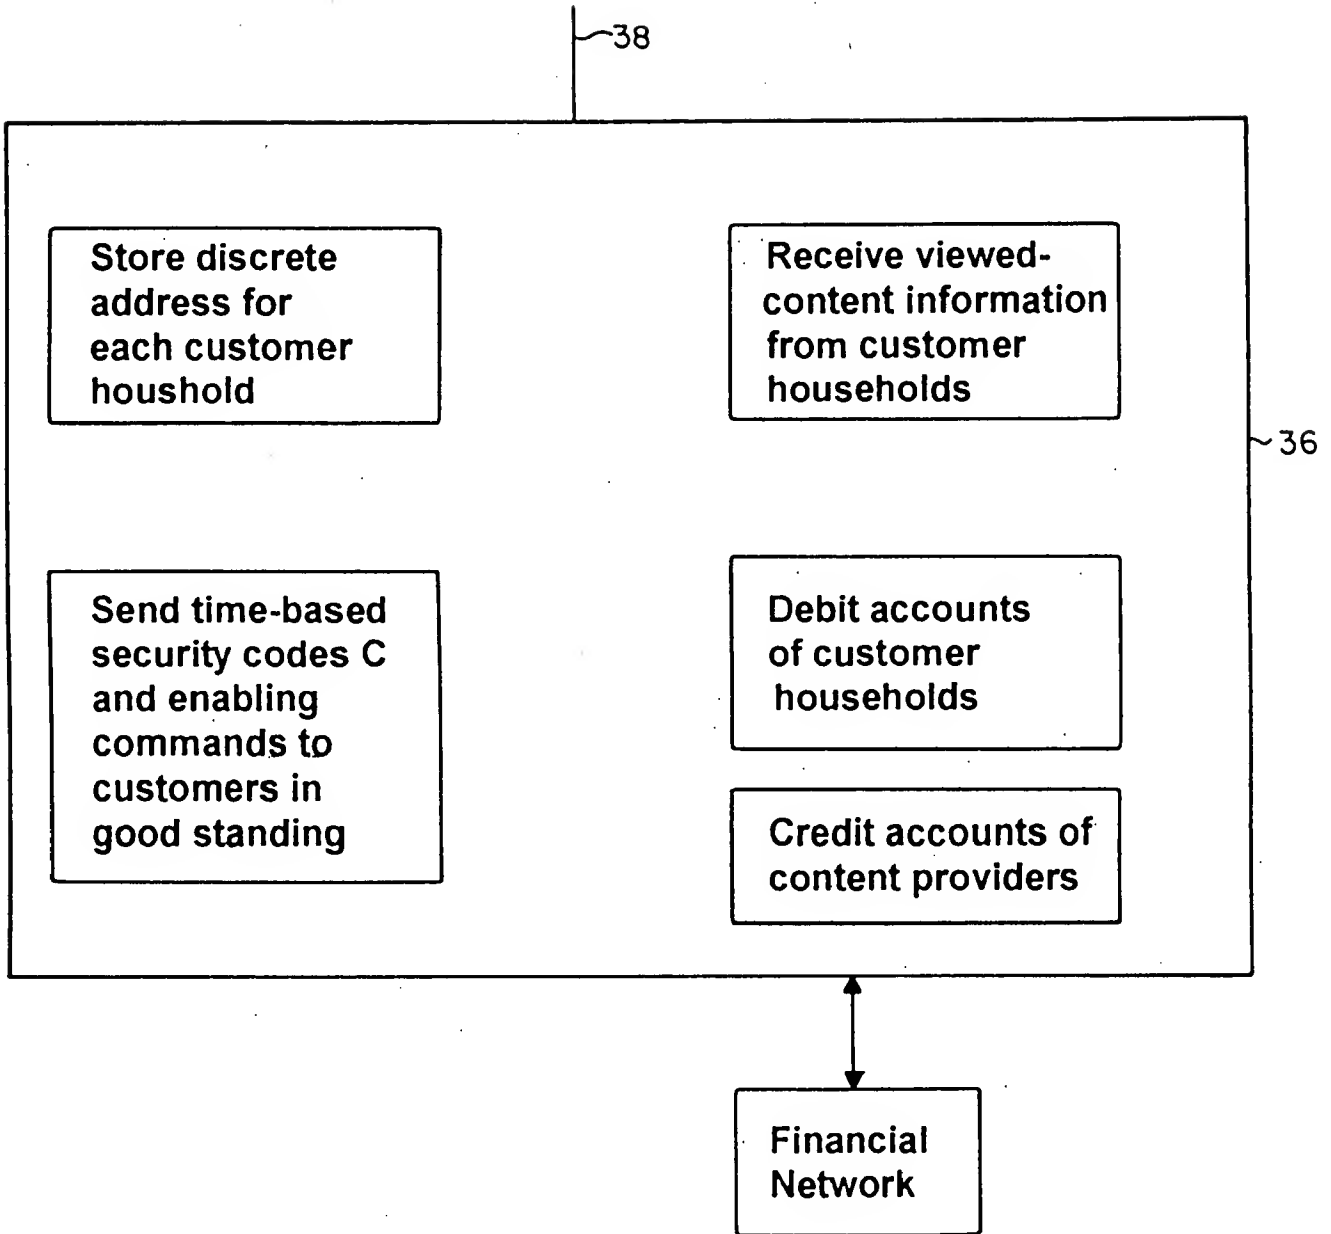 38
Store discrete
address for
each customer
houshold
Receive viewed-
content information
from customer
households
36
Send time-based
security codes C
and enabling
commands to
customers in
good standing
Debit accounts
of customer
households
Credit accounts of
content providers
Financial
Network